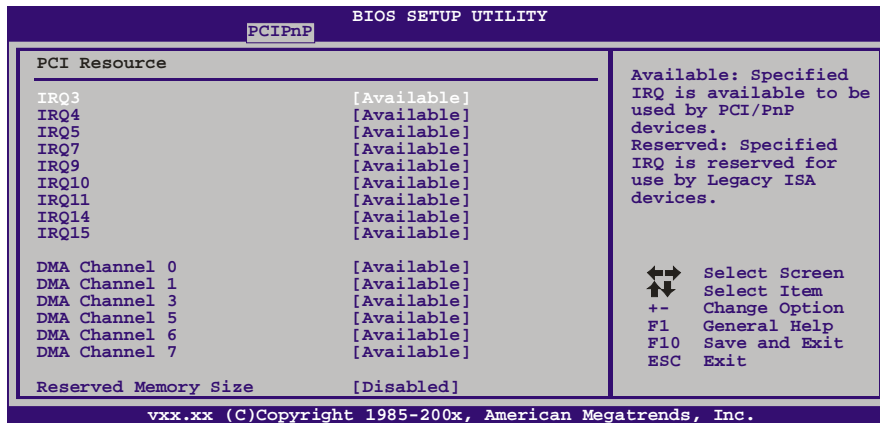 BIOS SETUP UTILITY
PCIPnP
PCI Resource
IRQ3 [Available]
IRQ4 [Available]
IRQ5 [Available]
IRQ7 [Available]
IRQ9 [Available]
IRQ10 [Available]
IRQ11 [Available]
IRQ14 [Available]
IRQ15 [Available]
DMA Channel 0 [Available]
DMA Channel 1 [Available]
DMA Channel 3 [Available]
DMA Channel 5 [Available]
DMA Channel 6 [Available]
DMA Channel 7 [Available]
Reserved Memory Size [Disabled]
Available: Specified
IRQ is available to be
used by PCI/PnP
devices.
Reserved: Specified
IRQ is reserved for
use by Legacy ISA
devices.
Select Screen
Select Item
+- Change Option
F1 General Help
F10 Save and Exit
ESC Exit
vxx.xx (C)Copyright 1985-200x, American Megatrends, Inc.